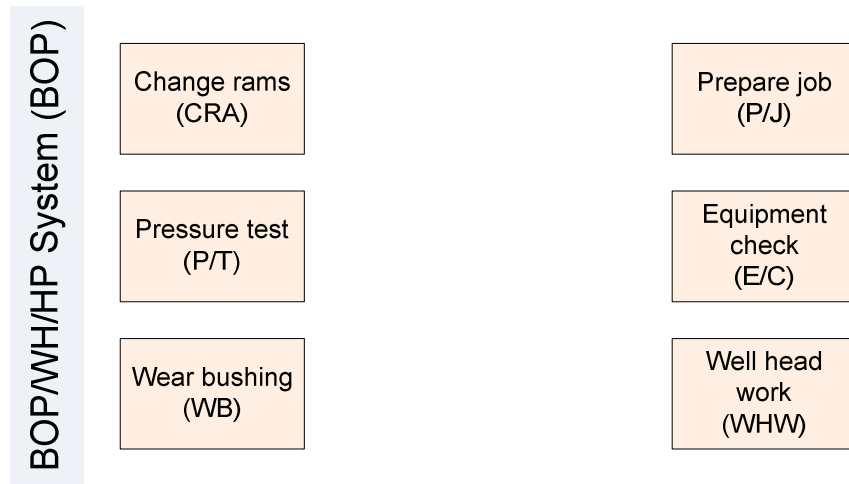 BOP/WH/HP System (BOP)
Change rams
(CRA)
Prepare job
(P/J)
Pressure test
(P/T)
Equipment
check
(E/C)
Wear bushing
(WB)
Well head
work
(WHW)